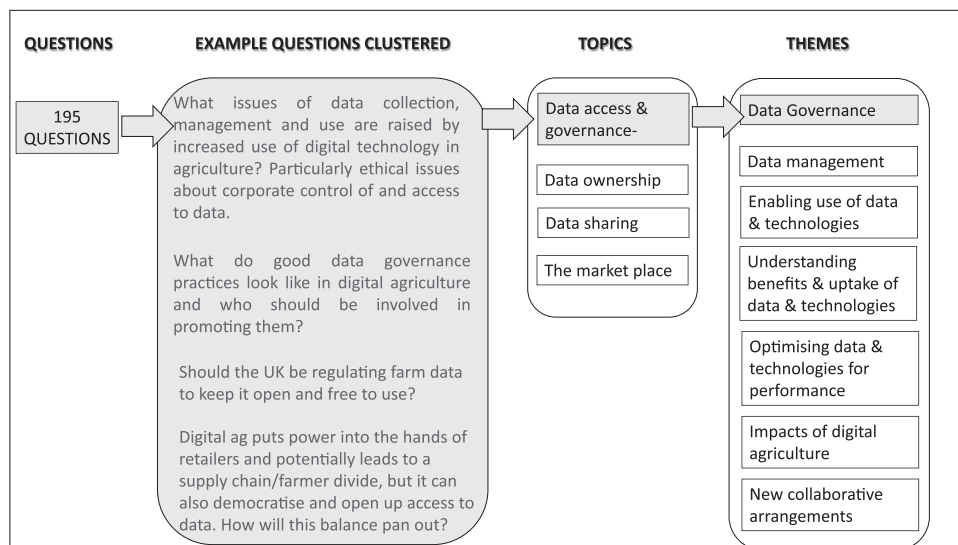 QUESTIONS
EXAMPLE QUESTIONS CLUSTERED
TOPICS
THEMES
195
QUESTIONS
What issues of data collection,
management and use are raised by
increased use of digital technology in
agriculture? Particularly ethical issues
about corporate control of and access
to data.
What do good data governance
practices look like in digital agriculture
and who should be involved in
promoting them?
Should the UK be regulating farm data
to keep it open and free to use?
Digital ag puts power into the hands of
retailers and potentially leads to a
supply chain/farmer divide, but it can
also democratise and open up access to
data. How will this balance pan out?
Data access &
governance-
Data ownership
Data sharing
The market place
Data Governance
Data management
Enabling use of data
& technologies
Understanding
benefits & uptake of
data & technologies
Optimising data &
technologies for
performance
Impacts of digital
agriculture
New collaborative
arrangements